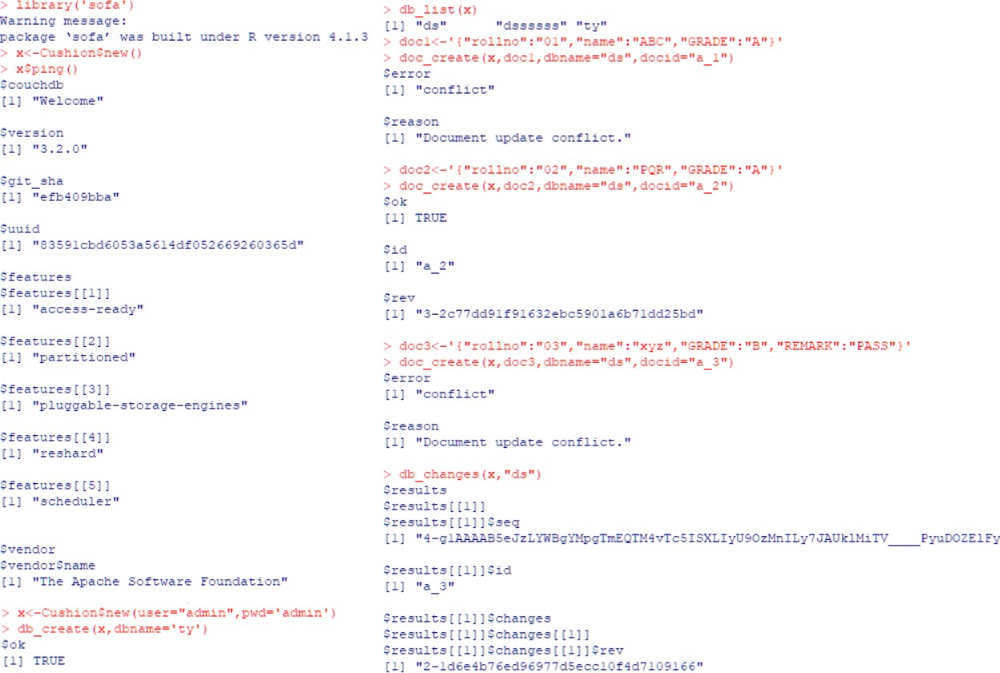 > library('sofa')
Warning message:
package ‘sofa’ was built under R version 4.1.3
> x<-Cushion$new()
> x$ping()
$couchdb
[1] "Welcome"
$version
[1] "3.2.0"
$git_sha
[1] "efb409bba"
$uuid
[1] "83591cbd6053a5614df052669260365d"
$features
$features[[1]]
[1] "access-ready"
$features[[2]]
[1] "partitioned"
$features[[3]]
[1] "pluggable-storage-engines"
$features[[4]]
[1] "reshard"
$features[[5]]
[1] "scheduler"
$vendor
$vendor$name
[1] "The Apache Software Foundation"
> x<-Cushion$new(user="admin",pwd='admin')
> db_create(x,dbname='ty')
$ok
[1] TRUE
> db_list(x)
[1] "ds"      "dssssss" "ty"
> doc1<-'{"rollno":"01","name":"ABC","GRADE":"A"}'
> doc_create(x,doc1,dbname="ds",docid="a_1")
$error
[1] "conflict"
$reason
[1] "Document update conflict."
> doc2<-'{"rollno":"02","name":"PQR","GRADE":"A"}'
> doc_create(x,doc2,dbname="ds",docid="a_2")
$ok
[1] TRUE
$id
[1] "a_2"
$rev
[1] "3-2c77dd91f91632ebc5901a6b71dd25bd"
> doc3<-'{"rollno":"03","name":"xyz","GRADE":"B","REMARK":"PASS"}'
> doc_create(x,doc3,dbname="ds",docid="a_3")
$error
[1] "conflict"
$reason
[1] "Document update conflict."
> db_changes(x,"ds")
$results
$results[[1]]
$results[[1]]$seq
[1] "4-g1AAAAB5eJzLYWBgYMpgTmEQTM4vTc5ISXLIyU9OzMnILy7JAUklMiTV____PyuDOZElFy
$results[[1]]$id
[1] "a_3"
$results[[1]]$changes
$results[[1]]$changes[[1]]
$results[[1]]$changes[[1]]$rev
[1] "2-1d6e4b76ed96977d5ecc10f4d7109166"